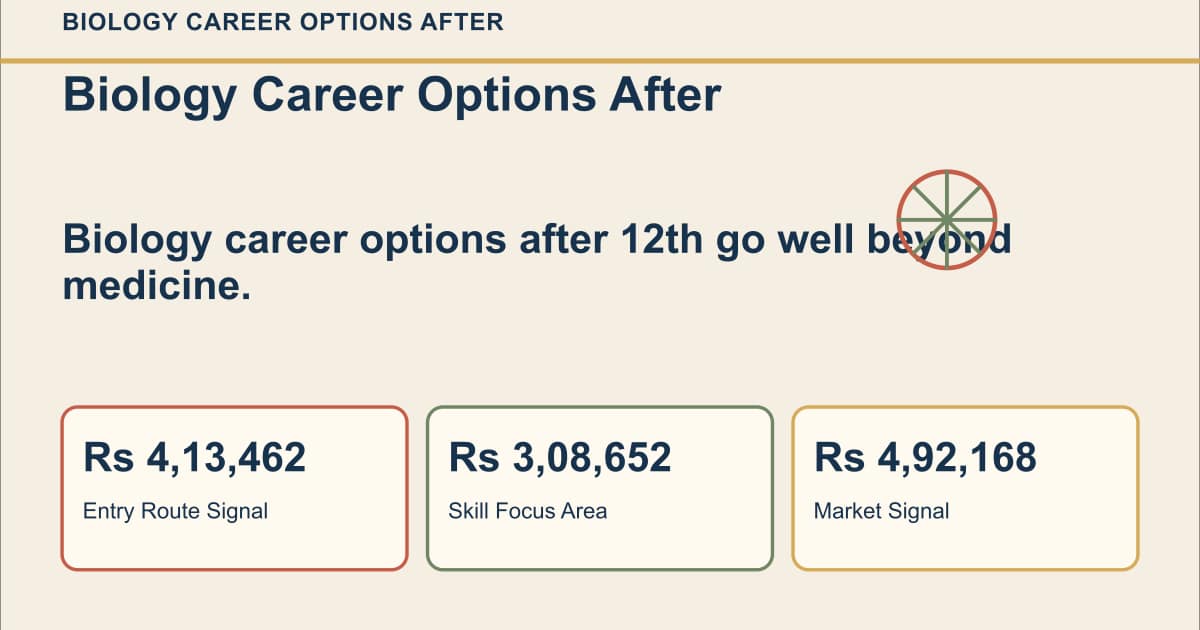 BIOLOGY CAREER OPTIONS AFTER
Biology Career Options After
Biology career options after 12th go well beyond
medicine.
Rs 4,13,462
Entry Route Signal
Rs 3,08,652
Skill Focus Area
Rs 4,92,168
Market Signal